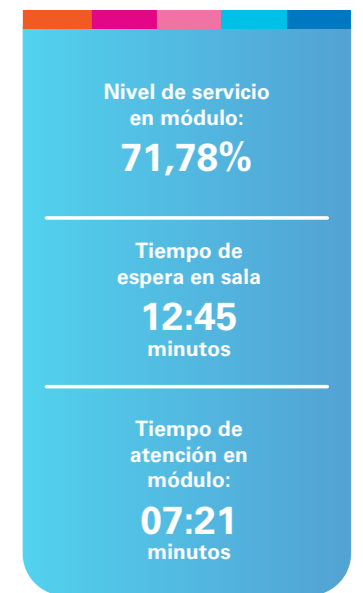 Nivel de servicio
en módulo:
71,78%
Tiempo de
espera en sala
12:45
minutos
Tiempo de
atención en
módulo:
07:21
minutos